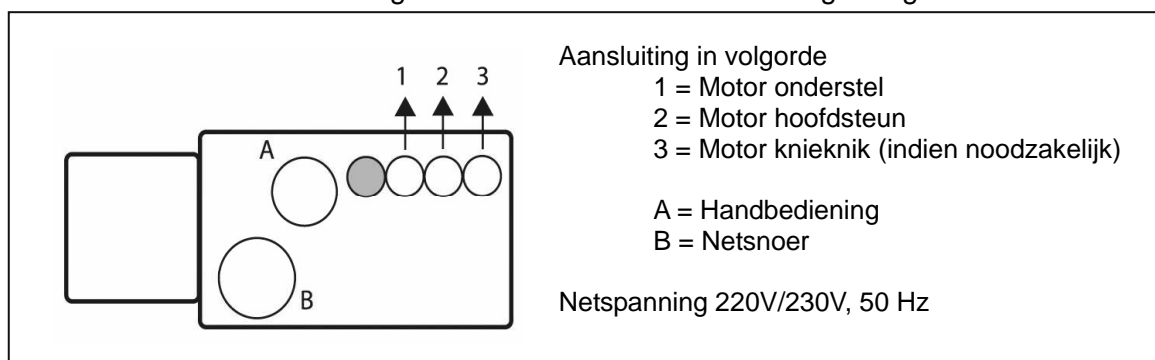 1 2 3
A
B
Aansluiting in volgorde
1 = Motor onderstel
2 = Motor hoofdsteun
3 = Motor knieknik (indien noodzakelijk)
A = Handbediening
B = Netsnoer
Netspanning 220V/230V, 50 Hz